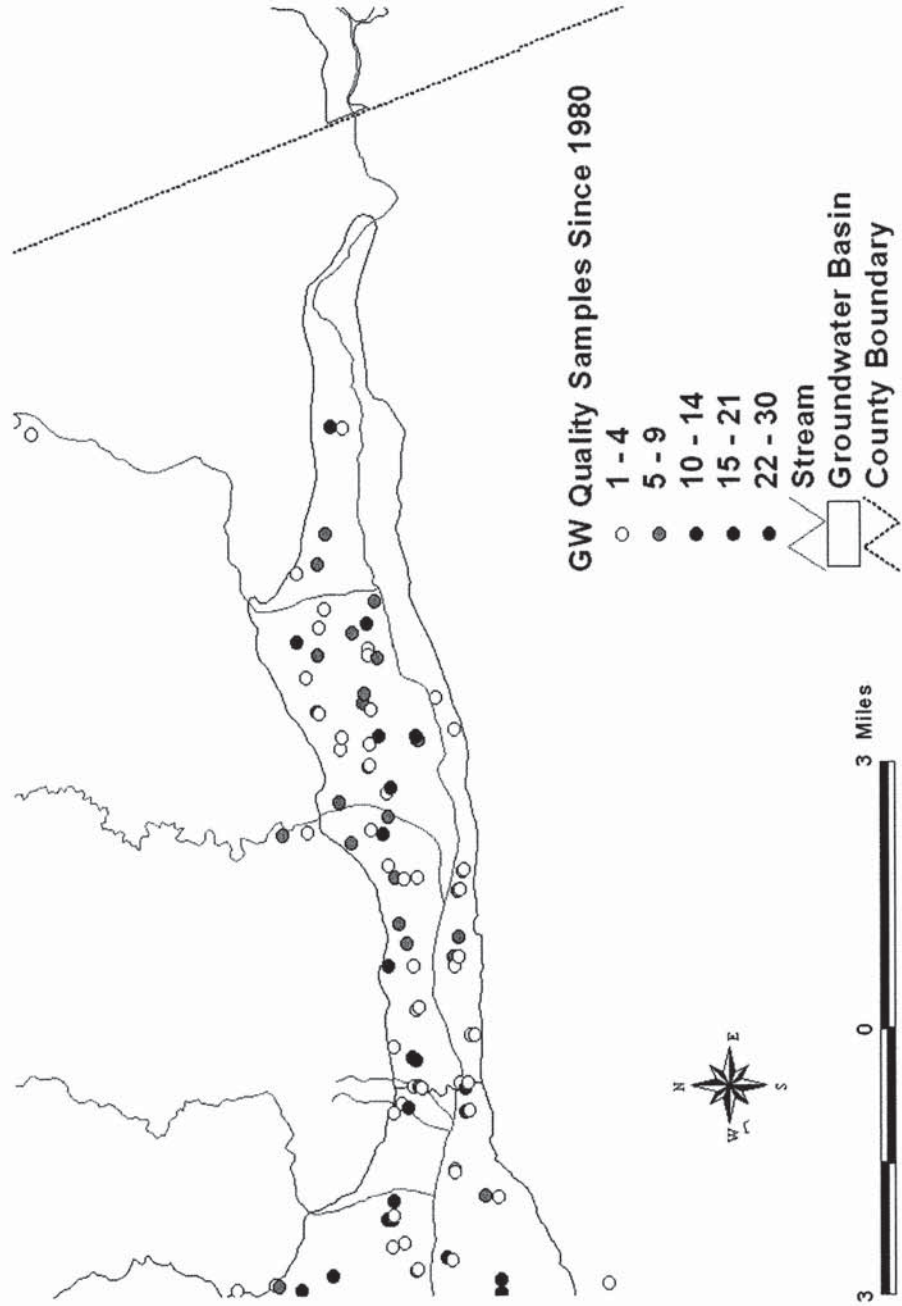 GW Quality Samples Since 1980
1 - 4
5 - 9
10 - 14
15 - 21
22 - 30
Stream
Groundwater Basin
County Boundary
N
W E
S
3 0 3 Miles